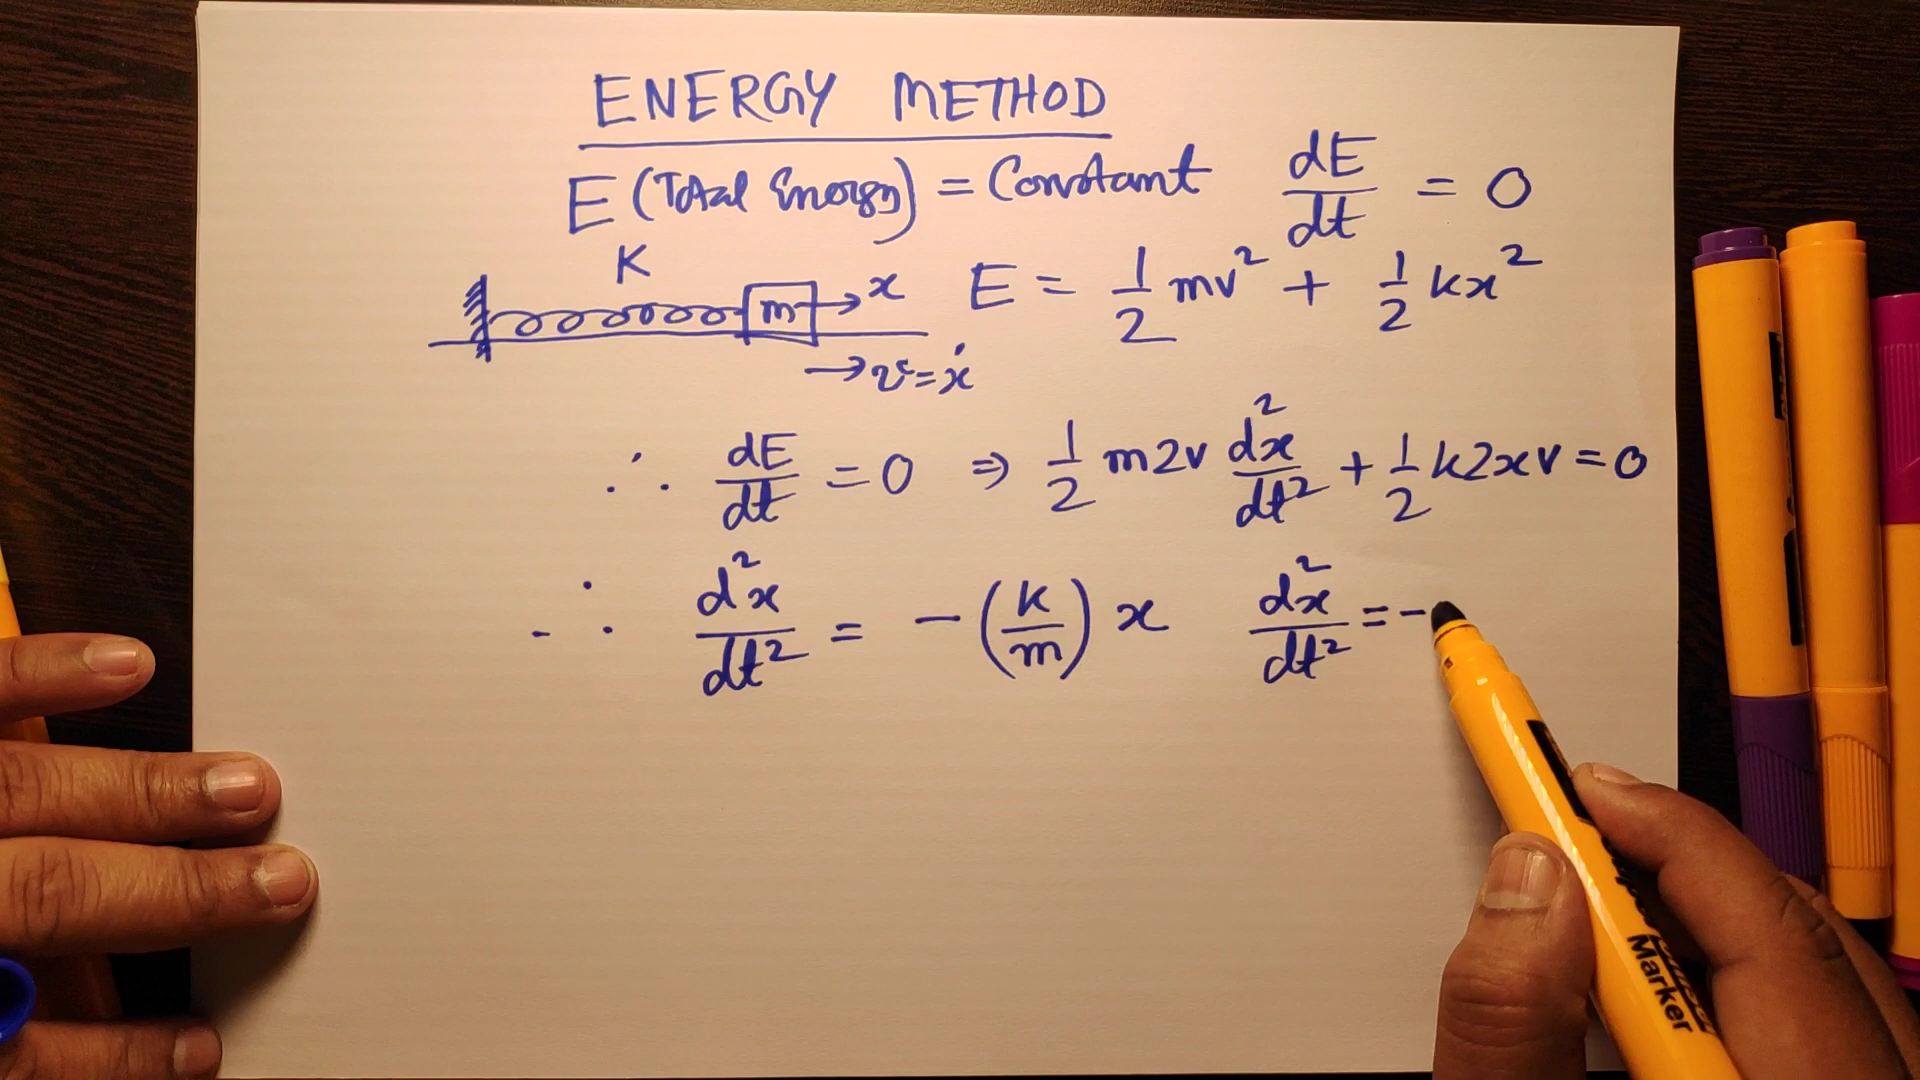 ENERGY METHOD
E (Total Energy) = Constant dE/dt = 0
K
m → x E = 1/2 mv² + 1/2 kx²
→ v = ẋ
∴ dE/dt = 0 ⇒ 1/2 m2v d²x/dt² + 1/2 k2xv = 0
∴ d²x/dt² = -(k/m) x d²x/dt² = -
Marker